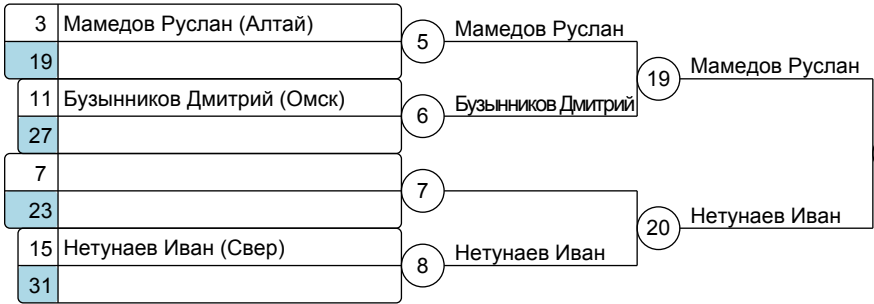 3 Мамедов Руслан (Алтай)
19
5 Мамедов Руслан
11 Бузынников Дмитрий (Омск)
27
6 Бузынников Дмитрий
19 Мамедов Руслан
7
23
7
15 Нетунаев Иван (Свер)
31
8 Нетунаев Иван
20 Нетунаев Иван